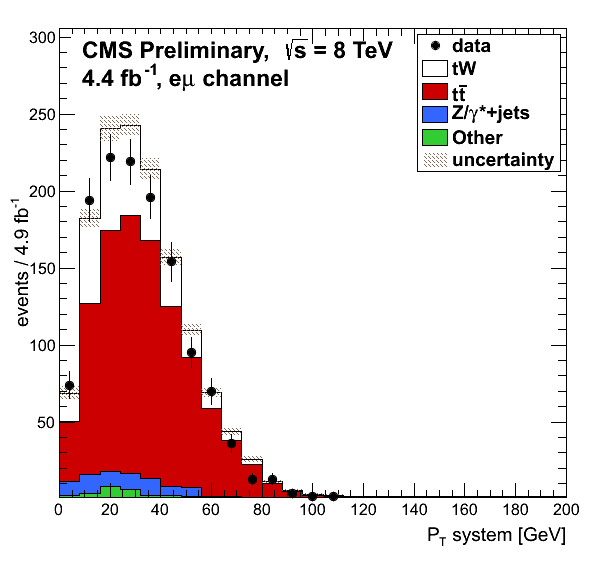 CMS Preliminary, √s = 8 TeV
4.4 fb⁻¹, eμ channel
data
tW
tt̄
Z/γ*+jets
Other
uncertainty
events / 4.9 fb⁻¹
300
250
200
150
100
50
0 20 40 60 80 100 120 140 160 180 200
P_T system [GeV]